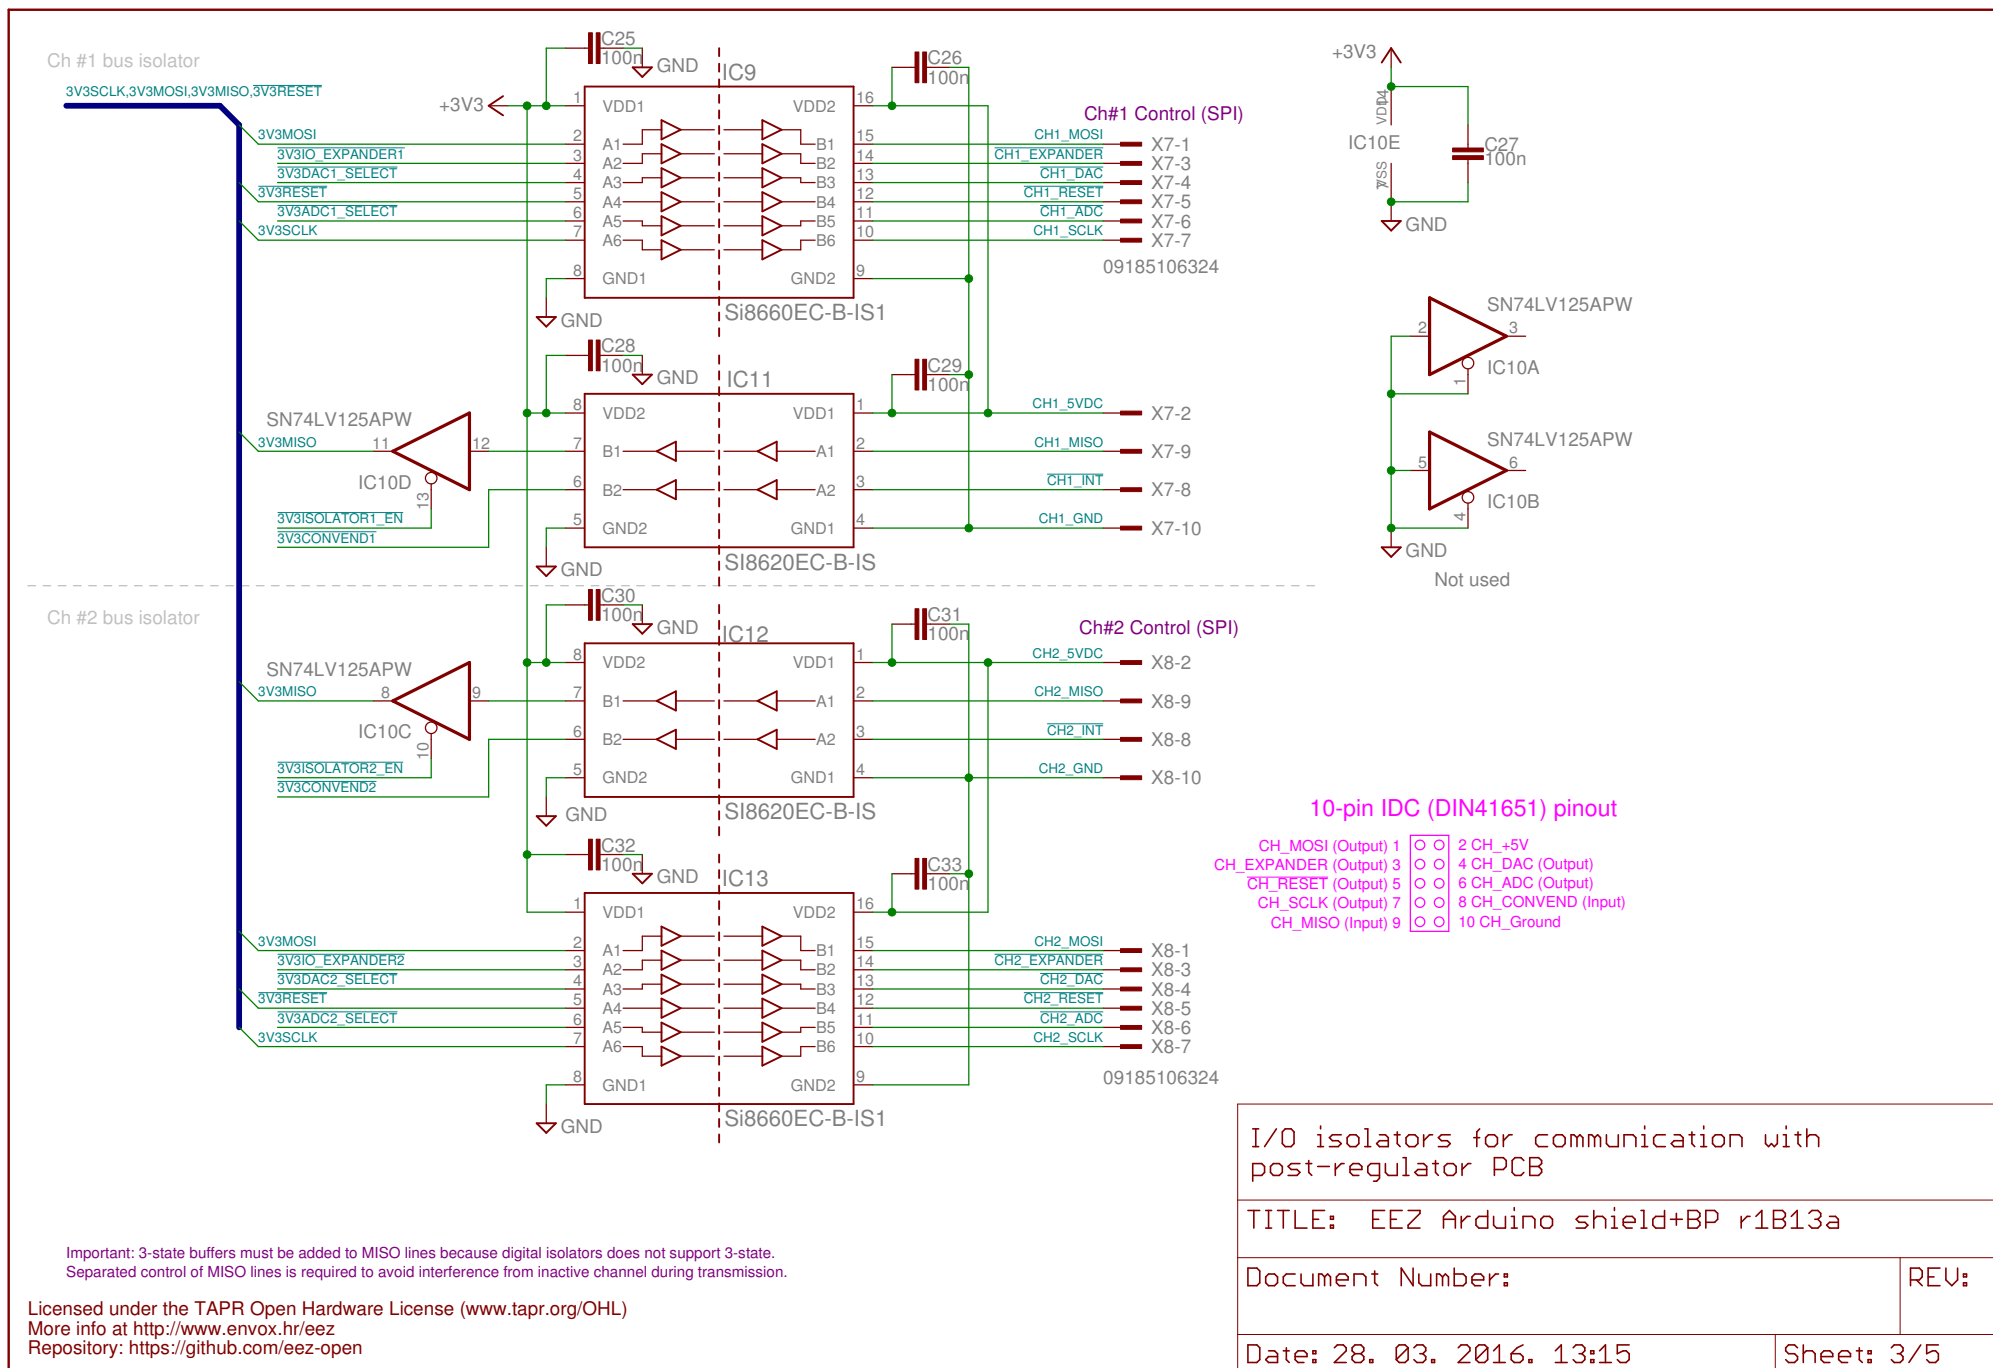 Ch #1 bus isolator
3V3SCLK,3V3MOSI,3V3MISO,3V3RESET
C25
100n
GND
IC9
C26
100n
+3V3
1 VDD1 VDD2 16
3V3MOSI 2 A1 B1 15 CH1_MOSI X7-1
3V3IO_EXPANDER1 3 A2 B2 14 CH1_EXPANDER X7-3
3V3DAC1_SELECT 4 A3 B3 13 CH1_DAC X7-4
3V3RESET 5 A4 B4 12 CH1_RESET X7-5
3V3ADC1_SELECT 6 A5 B5 11 CH1_ADC X7-6
3V3SCLK 7 A6 B6 10 CH1_SCLK X7-7
8 GND1 GND2 9
Ch#1 Control (SPI)
09185106324
GND
Si8660EC-B-IS1
+3V3
VDD 14
IC10E
VSS 7
C27
100n
GND
C28
100n
GND
IC11
C29
100n
8 VDD2 VDD1 1 CH1_5VDC X7-2
SN74LV125APW
3V3MISO 11 12 7 B1 A1 2 CH1_MISO X7-9
IC10D
13
6 B2 A2 3 CH1_INT X7-8
3V3ISOLATOR1_EN
5 GND2 GND1 4 CH1_GND X7-10
3V3CONVEND1
GND
SI8620EC-B-IS
SN74LV125APW
2 3
1
IC10A
SN74LV125APW
5 6
4
IC10B
GND
Not used
Ch #2 bus isolator
C30
100n
GND
IC12
C31
100n
Ch#2 Control (SPI)
8 VDD2 VDD1 1 CH2_5VDC X8-2
SN74LV125APW
3V3MISO 8 9 7 B1 A1 2 CH2_MISO X8-9
IC10C
10
6 B2 A2 3 CH2_INT X8-8
3V3ISOLATOR2_EN
5 GND2 GND1 4 CH2_GND X8-10
3V3CONVEND2
GND
SI8620EC-B-IS
C32
100n
GND
IC13
C33
100n
1 VDD1 VDD2 16
3V3MOSI 2 A1 B1 15 CH2_MOSI X8-1
3V3IO_EXPANDER2 3 A2 B2 14 CH2_EXPANDER X8-3
3V3DAC2_SELECT 4 A3 B3 13 CH2_DAC X8-4
3V3RESET 5 A4 B4 12 CH2_RESET X8-5
3V3ADC2_SELECT 6 A5 B5 11 CH2_ADC X8-6
3V3SCLK 7 A6 B6 10 CH2_SCLK X8-7
8 GND1 GND2 9
09185106324
GND
Si8660EC-B-IS1
10-pin IDC (DIN41651) pinout
CH_MOSI (Output) 1 2 CH_+5V
CH_EXPANDER (Output) 3 4 CH_DAC (Output)
CH_RESET (Output) 5 6 CH_ADC (Output)
CH_SCLK (Output) 7 8 CH_CONVEND (Input)
CH_MISO (Input) 9 10 CH_Ground
I/O isolators for communication with
post-regulator PCB
TITLE: EEZ Arduino shield+BP r1B13a
Document Number:
REV:
Date: 28. 03. 2016. 13:15
Sheet: 3/5
Important: 3-state buffers must be added to MISO lines because digital isolators does not support 3-state.
Separated control of MISO lines is required to avoid interference from inactive channel during transmission.
Licensed under the TAPR Open Hardware License (www.tapr.org/OHL)
More info at http://www.envox.hr/eez
Repository: https://github.com/eez-open